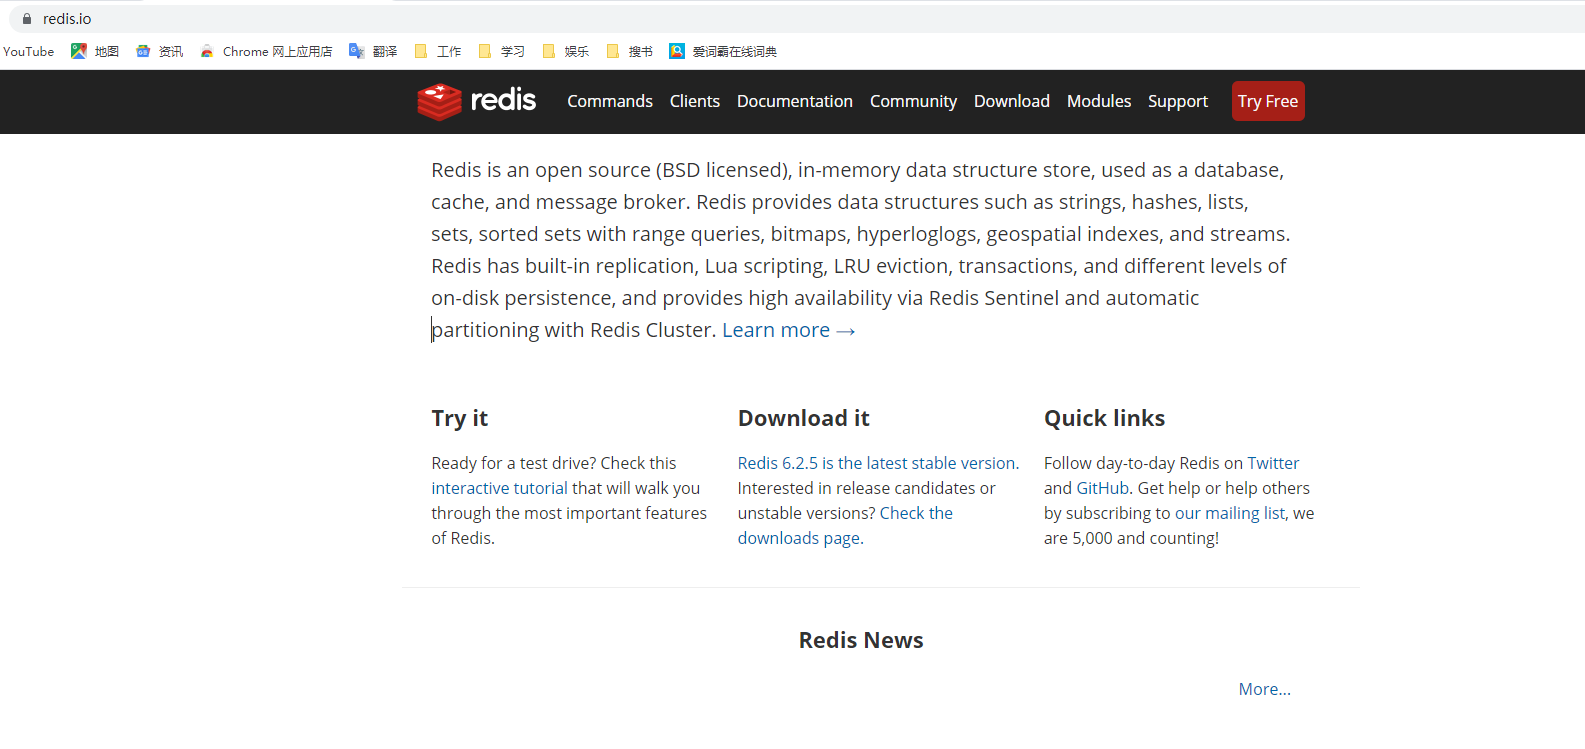 redis.io
YouTube 地图 资讯 Chrome 网上应用店 翻译 工作 学习 娱乐 搜书 爱词霸在线词典
redis Commands Clients Documentation Community Download Modules Support Try Free
Redis is an open source (BSD licensed), in-memory data structure store, used as a database,
cache, and message broker. Redis provides data structures such as strings, hashes, lists,
sets, sorted sets with range queries, bitmaps, hyperloglogs, geospatial indexes, and streams.
Redis has built-in replication, Lua scripting, LRU eviction, transactions, and different levels of
on-disk persistence, and provides high availability via Redis Sentinel and automatic
partitioning with Redis Cluster. Learn more →
Try it
Ready for a test drive? Check this
interactive tutorial that will walk you
through the most important features
of Redis.
Download it
Redis 6.2.5 is the latest stable version.
Interested in release candidates or
unstable versions? Check the
downloads page.
Quick links
Follow day-to-day Redis on Twitter
and GitHub. Get help or help others
by subscribing to our mailing list, we
are 5,000 and counting!
Redis News
More...